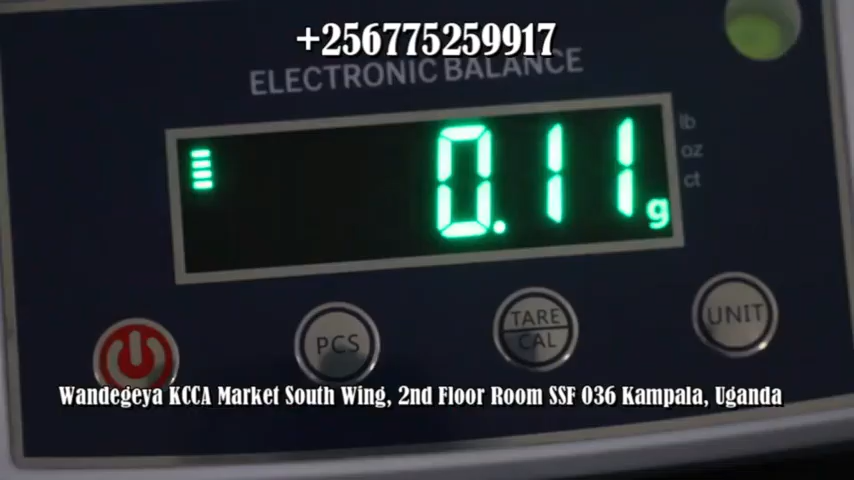 +256775259917
ELECTRONIC BALANCE
lb
0.11 g
oz
ct
PCS
TARE
CAL
UNIT
Wandegeya KCCA Market South Wing, 2nd Floor Room SSF 036 Kampala, Uganda